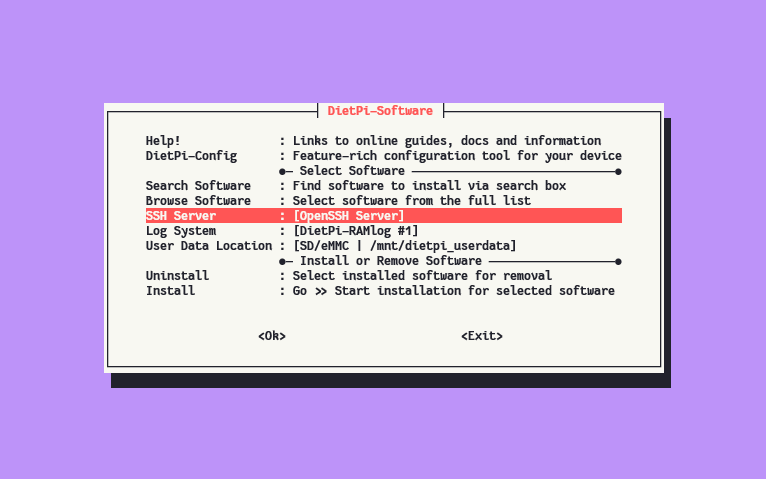 DietPi-Software
Help! : Links to online guides, docs and information
DietPi-Config : Feature-rich configuration tool for your device
●─ Select Software ─────────────────────────────●
Search Software : Find software to install via search box
Browse Software : Select software from the full list
SSH Server : [OpenSSH Server]
Log System : [DietPi-RAMlog #1]
User Data Location : [SD/eMMC | /mnt/dietpi_userdata]
●─ Install or Remove Software ──────────────────●
Uninstall : Select installed software for removal
Install : Go >> Start installation for selected software
<Ok> <Exit>